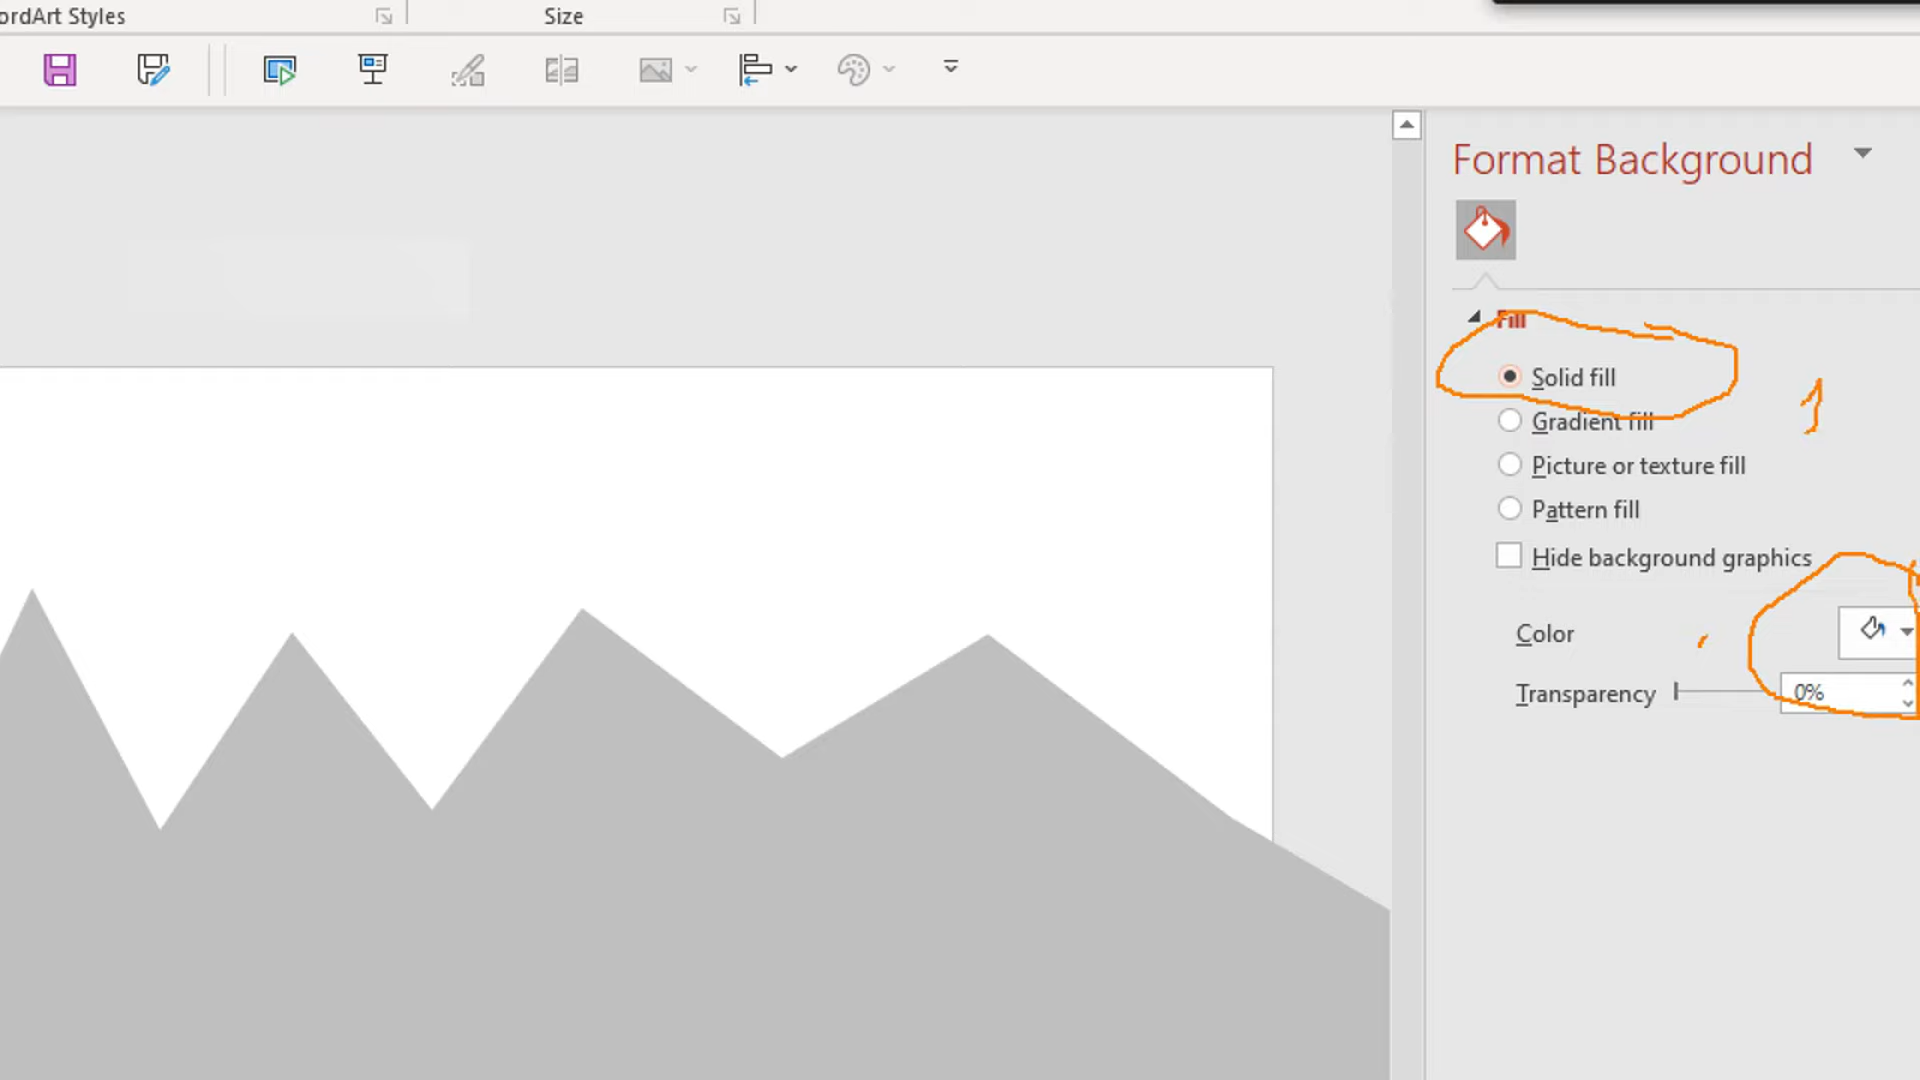 ordArt Styles
Size
Format Background
Fill
Solid fill
1
Gradient fill
Picture or texture fill
Pattern fill
Hide background graphics
Color
Transparency 0%